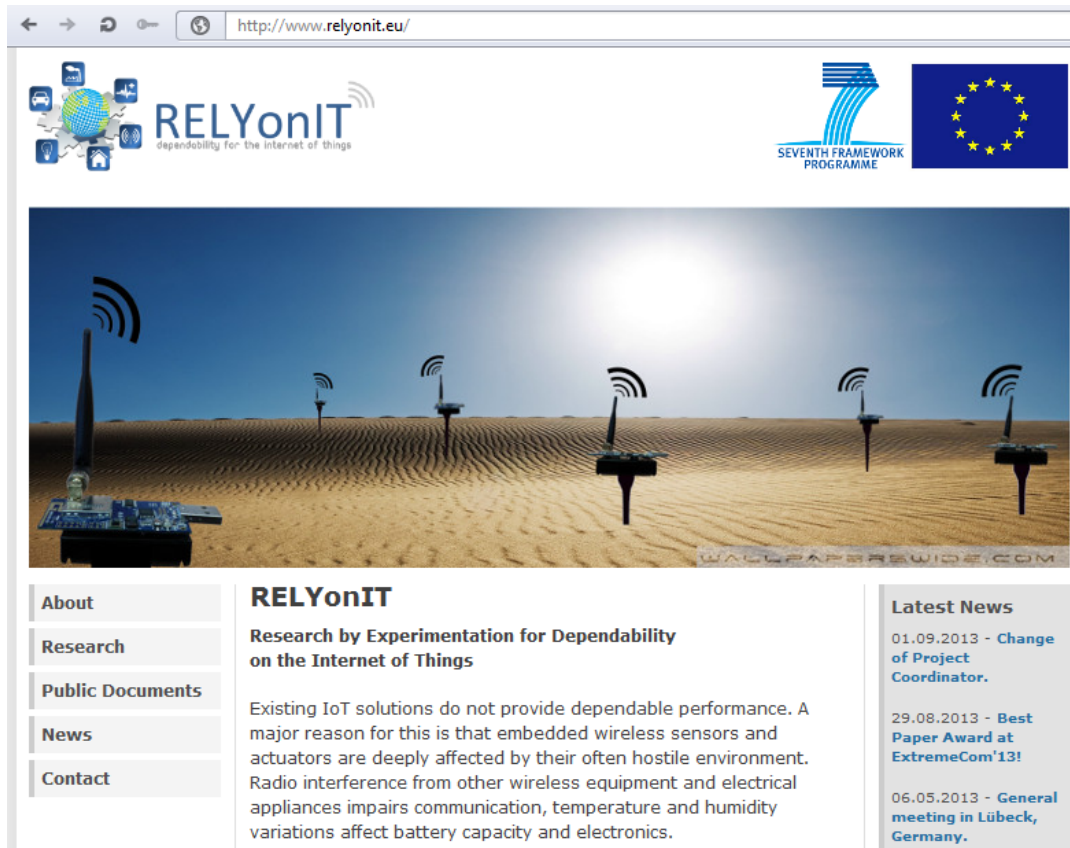 http://www.relyonit.eu/
RELYonIT
dependability for the internet of things
SEVENTH FRAMEWORK
PROGRAMME
WALLPAPERSWIDE.COM
About
Research
Public Documents
News
Contact
RELYonIT
Research by Experimentation for Dependability
on the Internet of Things
Existing IoT solutions do not provide dependable performance. A
major reason for this is that embedded wireless sensors and
actuators are deeply affected by their often hostile environment.
Radio interference from other wireless equipment and electrical
appliances impairs communication, temperature and humidity
variations affect battery capacity and electronics.
Latest News
01.09.2013 - Change
of Project
Coordinator.
29.08.2013 - Best
Paper Award at
ExtremeCom'13!
06.05.2013 - General
meeting in Lübeck,
Germany.